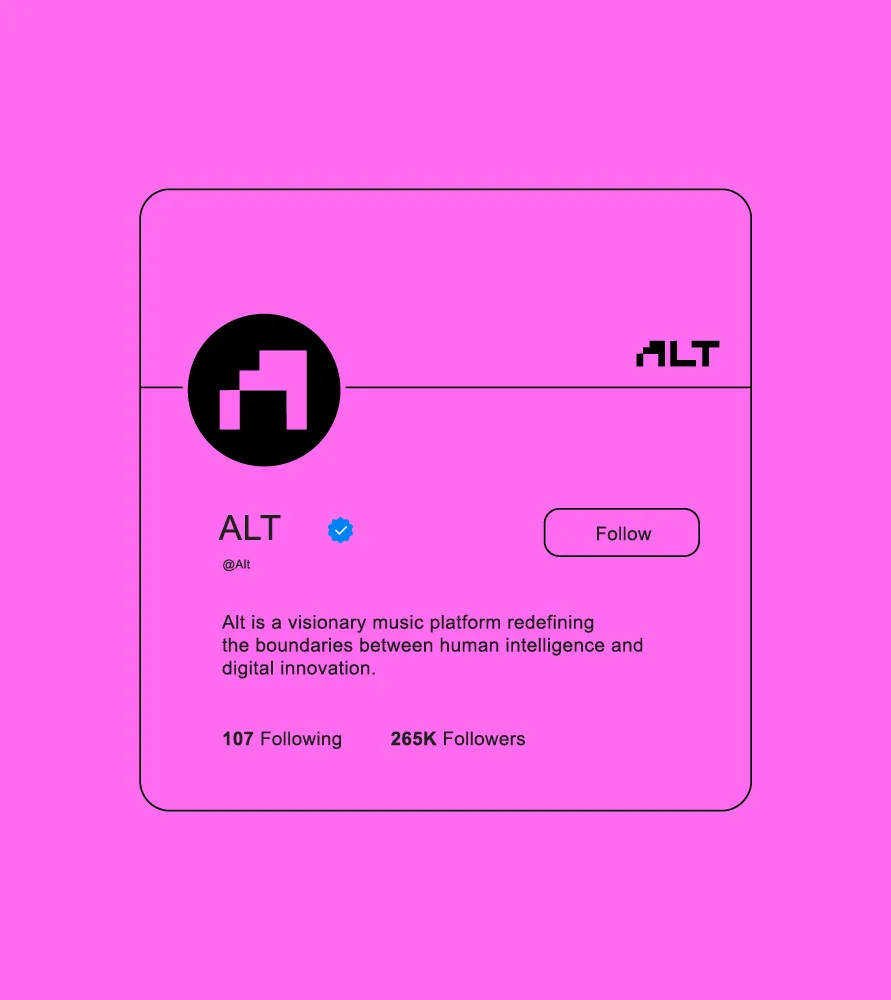 ALT
ALT
Follow
@Alt
Alt is a visionary music platform redefining
the boundaries between human intelligence and
digital innovation.
107 Following 265K Followers